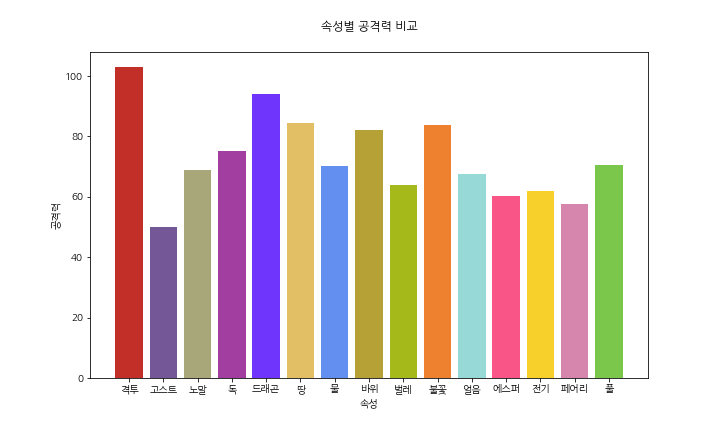 속성별 공격력 비교
공격력
100
80
60
40
20
0
격투 고스트 노말 독 드래곤 땅 물 바위 벌레 불꽃 얼음 에스퍼 전기 페어리 풀
속성